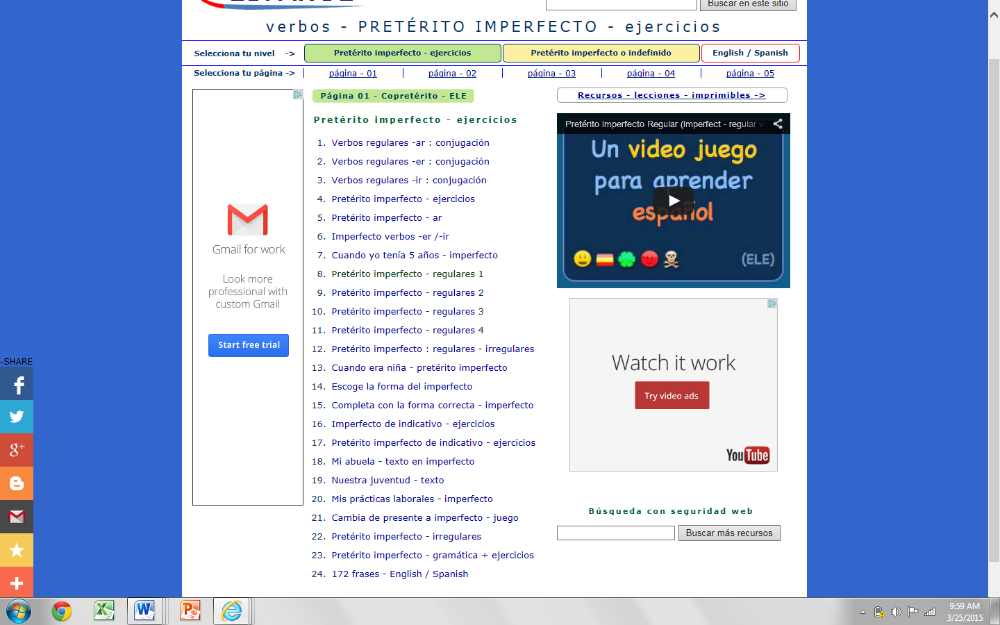 Buscar en este sitio
verbos - PRETÉRITO IMPERFECTO - ejercicios
Selecciona tu nivel -> Pretérito imperfecto - ejercicios Pretérito imperfecto o indefinido English / Spanish
Selecciona tu página -> página - 01 página - 02 página - 03 página - 04 página - 05
Página 01 - Copretérito - ELE
Pretérito imperfecto - ejercicios
1. Verbos regulares -ar : conjugación
2. Verbos regulares -er : conjugación
3. Verbos regulares -ir : conjugación
4. Pretérito imperfecto - ejercicios
5. Pretérito imperfecto - ar
6. Imperfecto verbos -er /-ir
7. Cuando yo tenía 5 años - imperfecto
8. Pretérito imperfecto - regulares 1
9. Pretérito imperfecto - regulares 2
10. Pretérito imperfecto - regulares 3
11. Pretérito imperfecto - regulares 4
12. Pretérito imperfecto : regulares - irregulares
13. Cuando era niña - pretérito imperfecto
14. Escoge la forma del imperfecto
15. Completa con la forma correcta - imperfecto
16. Imperfecto de indicativo - ejercicios
17. Pretérito imperfecto de indicativo - ejercicios
18. Mi abuela - texto en imperfecto
19. Nuestra juventud - texto
20. Mis prácticas laborales - imperfecto
21. Cambia de presente a imperfecto - juego
22. Pretérito imperfecto - irregulares
23. Pretérito imperfecto - gramática + ejercicios
24. 172 frases - English / Spanish
Recursos - lecciones - imprimibles ->
Pretérito Imperfecto Regular (Imperfect - regular v
Un video juego
para aprender
español
(ELE)
Watch it work
Try video ads
YouTube
Búsqueda con seguridad web
Buscar más recursos
Gmail for work
Look more
professional with
custom Gmail
Start free trial
-SHARE
9:59 AM
3/25/2015